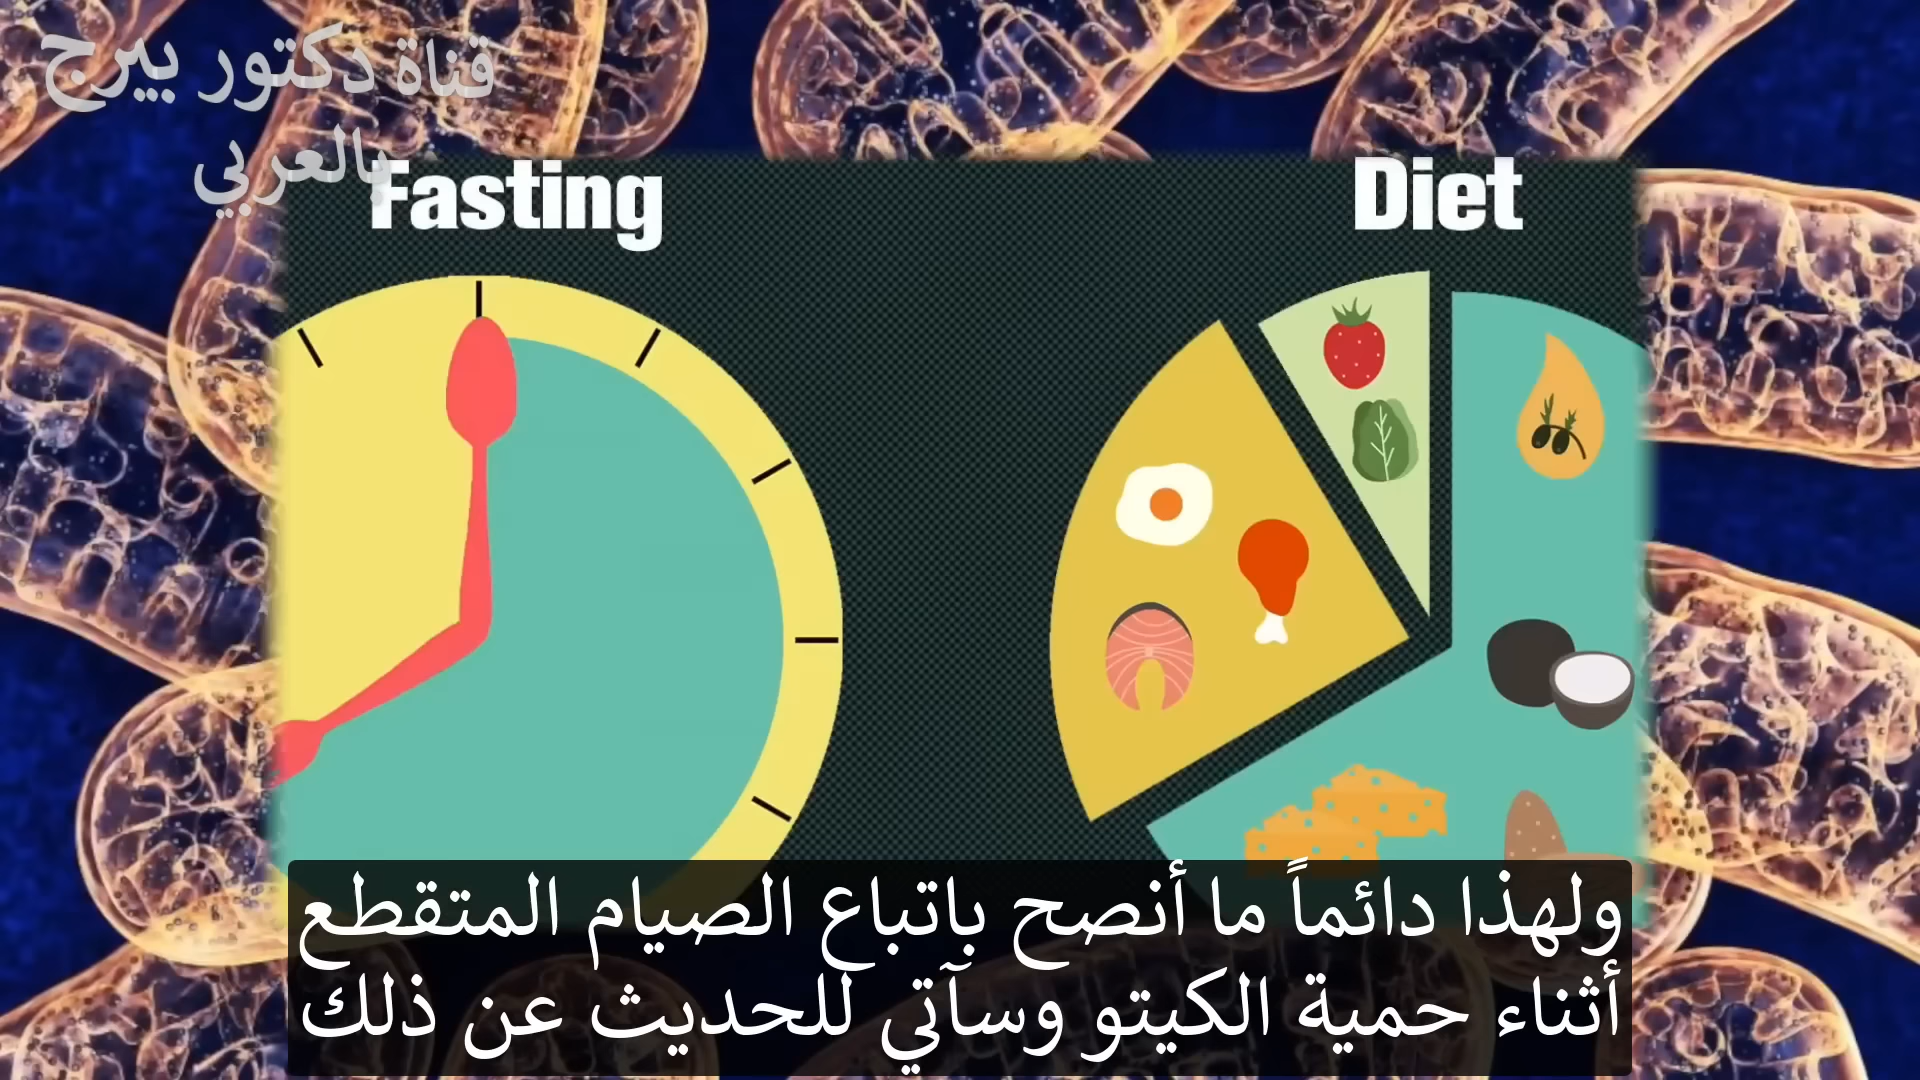 قناة دكتور بيرج
بالعربي
Fasting
Diet
ولهذا دائماً ما أنصح باتباع الصيام المتقطع
أثناء حمية الكيتو وسآتي للحديث عن ذلك